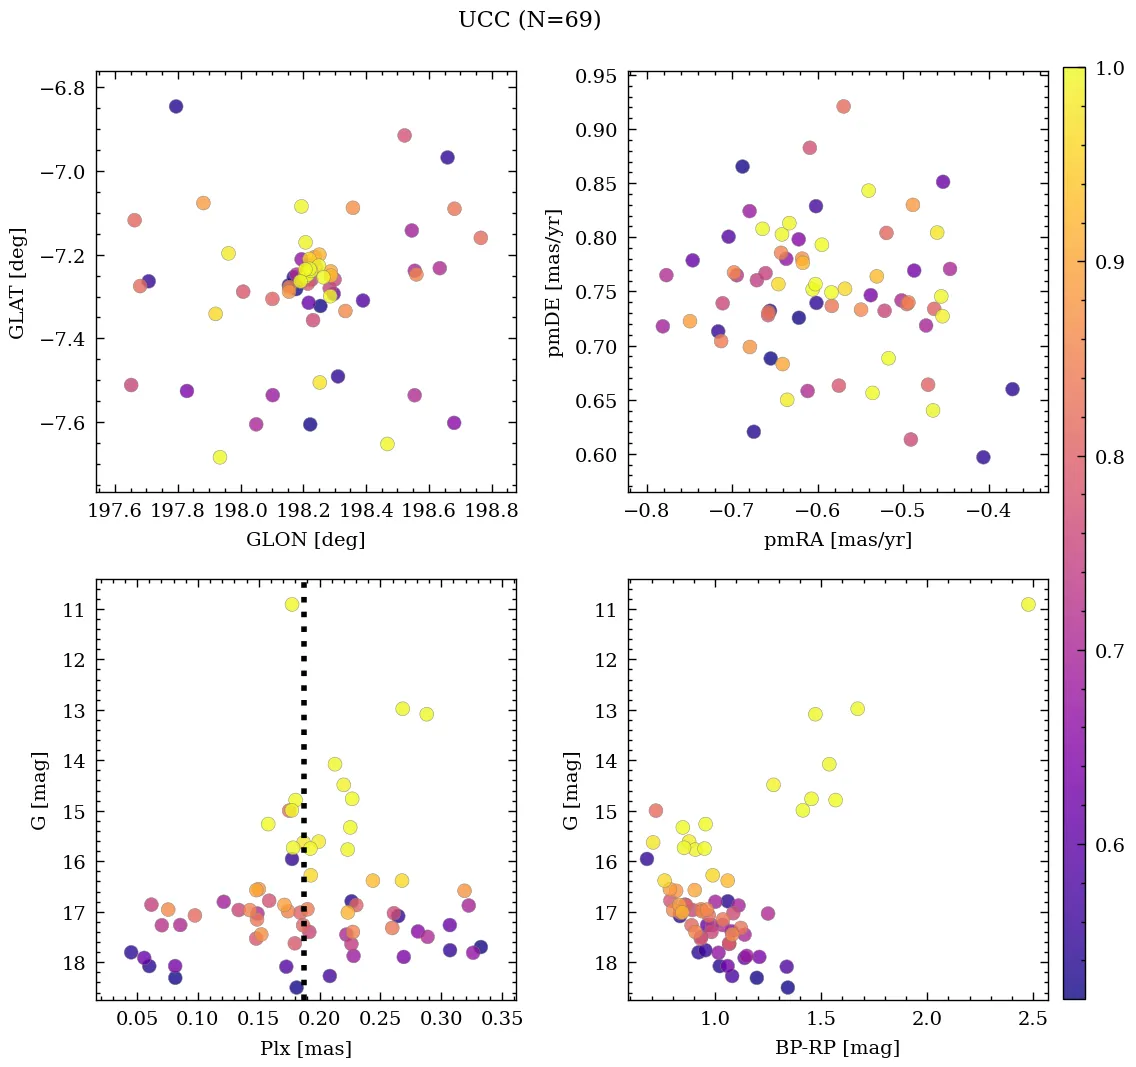 UCC (N=69)
−6.8
−7.0
−7.2
−7.4
−7.6
GLAT [deg]
197.6 197.8 198.0 198.2 198.4 198.6 198.8
GLON [deg]
0.95
0.90
0.85
0.80
0.75
0.70
0.65
0.60
pmDE [mas/yr]
−0.8 −0.7 −0.6 −0.5 −0.4
pmRA [mas/yr]
1.0
0.9
0.8
0.7
0.6
11
12
13
14
15
16
17
18
G [mag]
0.05 0.10 0.15 0.20 0.25 0.30 0.35
Plx [mas]
11
12
13
14
15
16
17
18
G [mag]
1.0 1.5 2.0 2.5
BP-RP [mag]